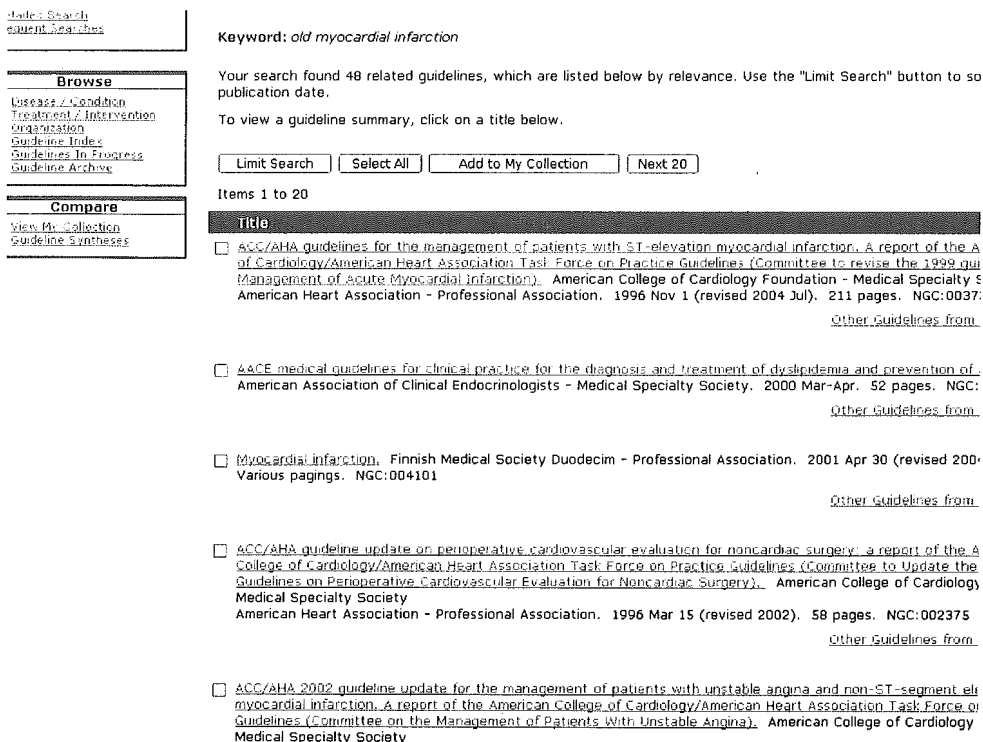 Search
equent Searches
Browse
Disease / Condition
Treatment / Intervention
Organization
Guideline Index
Guidelines In Progress
Guideline Archive
Compare
View My Collection
Guideline Syntheses
Keyword: old myocardial infarction
Your search found 48 related guidelines, which are listed below by relevance. Use the "Limit Search" button to so
publication date.
To view a guideline summary, click on a title below.
Limit Search Select All Add to My Collection Next 20
Items 1 to 20
Title
ACC/AHA guidelines for the management of patients with ST-elevation myocardial infarction. A report of the A
of Cardiology/American Heart Association Task Force on Practice Guidelines (Committee to revise the 1999 gui
Management of Acute Myocardial Infarction). American College of Cardiology Foundation - Medical Specialty S
American Heart Association - Professional Association. 1996 Nov 1 (revised 2004 Jul). 211 pages. NGC:0037
Other Guidelines from
AACE medical guidelines for clinical practice for the diagnosis and treatment of dyslipidemia and prevention of
American Association of Clinical Endocrinologists - Medical Specialty Society. 2000 Mar-Apr. 52 pages. NGC:
Other Guidelines from
Myocardial infarction. Finnish Medical Society Duodecim - Professional Association. 2001 Apr 30 (revised 200
Various pagings. NGC:004101
Other Guidelines from
ACC/AHA guideline update on perioperative cardiovascular evaluation for noncardiac surgery: a report of the A
College of Cardiology/American Heart Association Task Force on Practice Guidelines (Committee to Update the
Guidelines on Perioperative Cardiovascular Evaluation for Noncardiac Surgery). American College of Cardiology
Medical Specialty Society
American Heart Association - Professional Association. 1996 Mar 15 (revised 2002). 58 pages. NGC:002375
Other Guidelines from
ACC/AHA 2002 guideline update for the management of patients with unstable angina and non-ST-segment ele
myocardial infarction. A report of the American College of Cardiology/American Heart Association Task Force o
Guidelines (Committee on the Management of Patients With Unstable Angina). American College of Cardiology
Medical Specialty Society